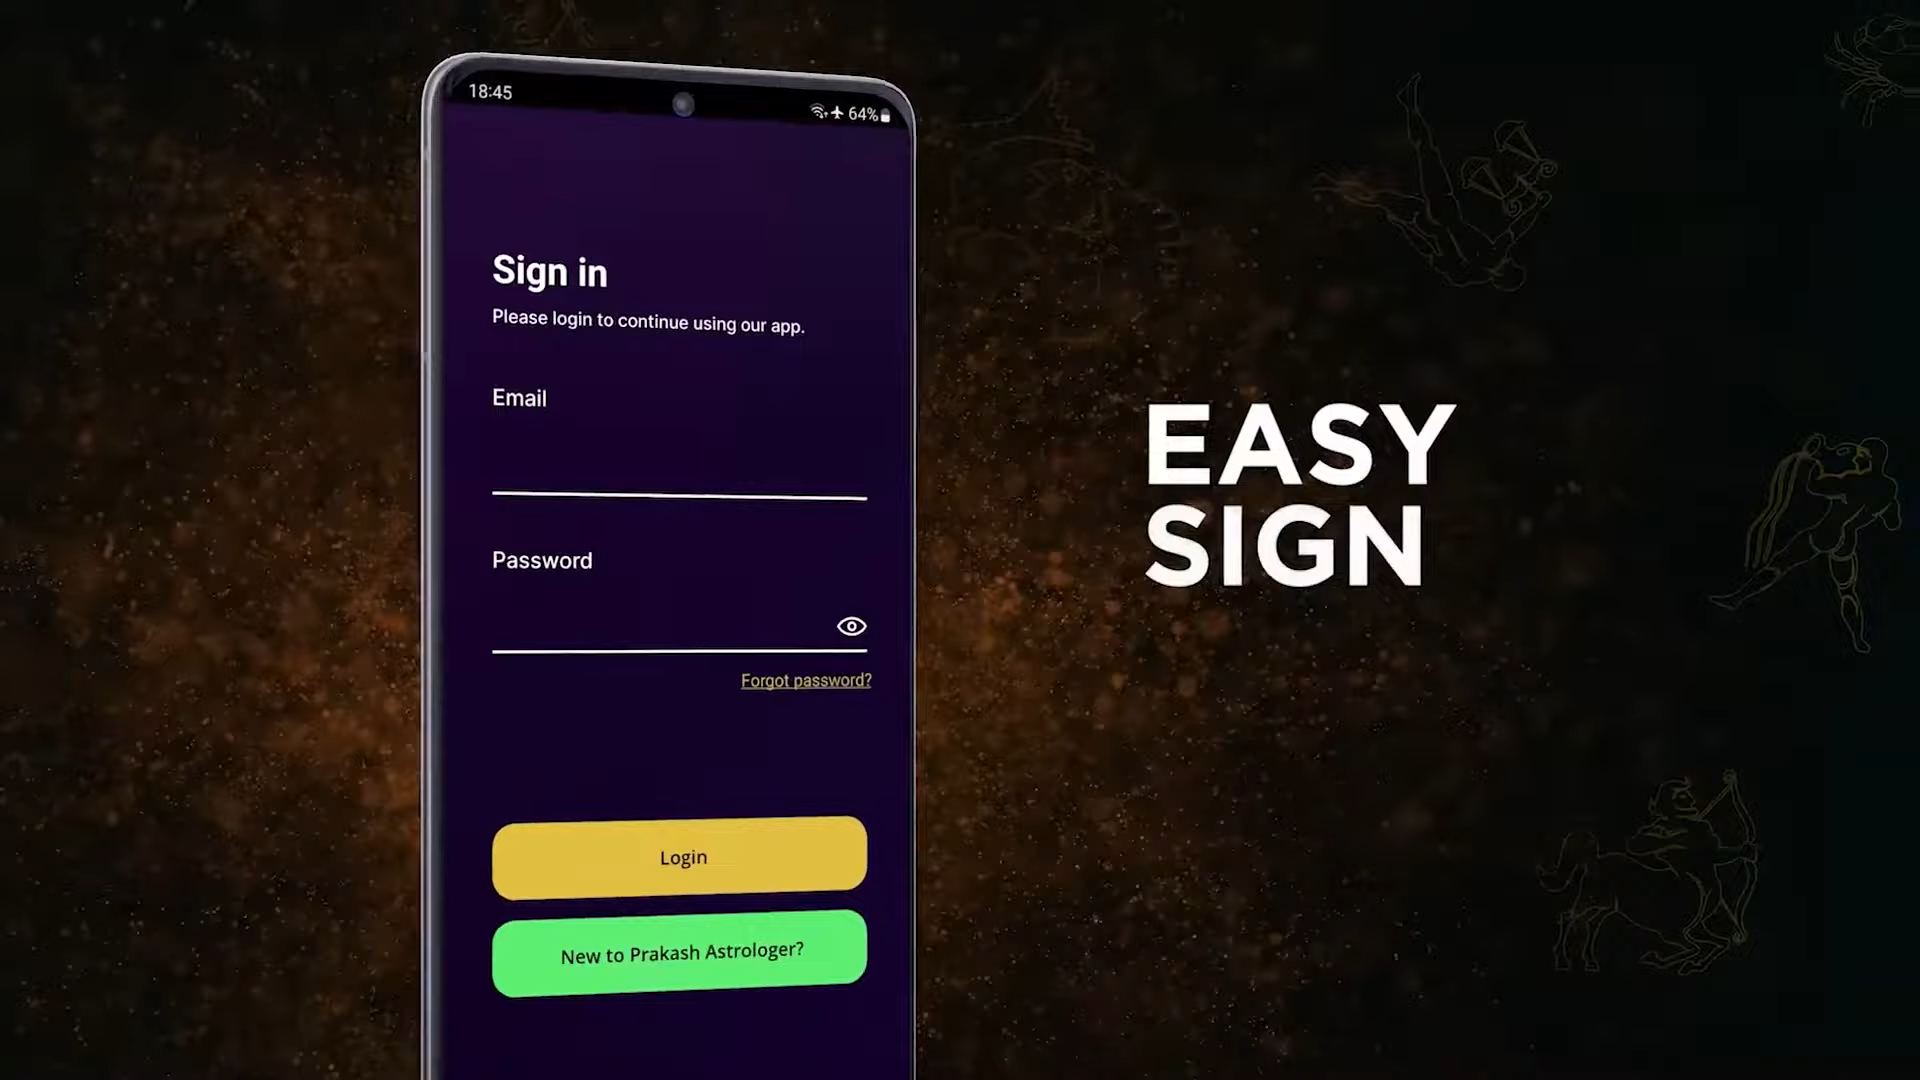 18:45
64%
Sign in
Please login to continue using our app.
Email
Password
Forgot password?
Login
New to Prakash Astrologer?
EASY
SIGN